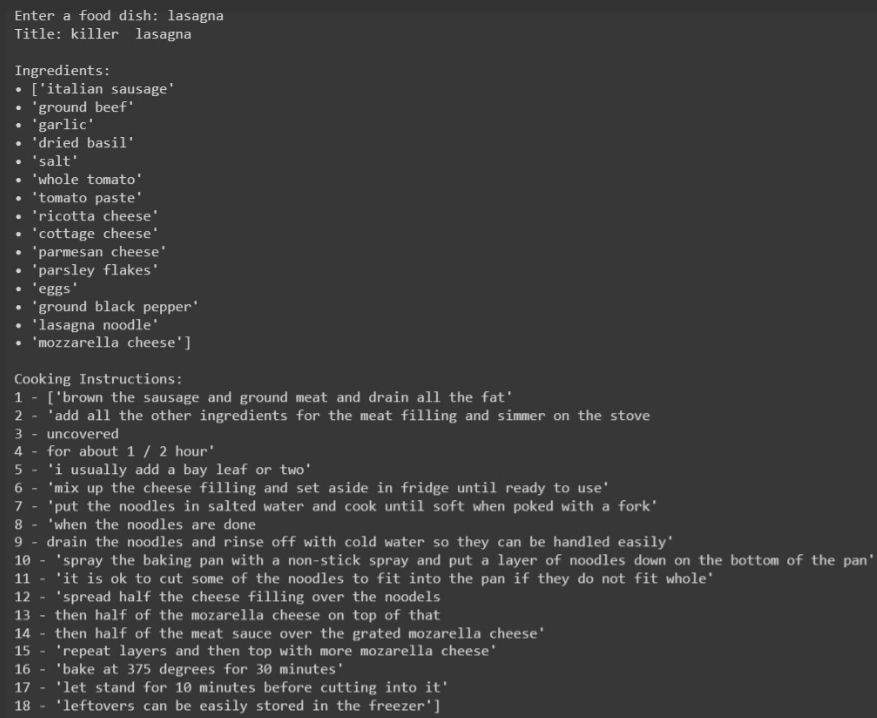 Enter a food dish: lasagna
Title: killer  lasagna
Ingredients:
• ['italian sausage'
• 'ground beef'
• 'garlic'
• 'dried basil'
• 'salt'
• 'whole tomato'
• 'tomato paste'
• 'ricotta cheese'
• 'cottage cheese'
• 'parmesan cheese'
• 'parsley flakes'
• 'eggs'
• 'ground black pepper'
• 'lasagna noodle'
• 'mozzarella cheese']
Cooking Instructions:
1 - ['brown the sausage and ground meat and drain all the fat'
2 - 'add all the other ingredients for the meat filling and simmer on the stove
3 - uncovered
4 - for about 1 / 2 hour'
5 - 'i usually add a bay leaf or two'
6 - 'mix up the cheese filling and set aside in fridge until ready to use'
7 - 'put the noodles in salted water and cook until soft when poked with a fork'
8 - 'when the noodles are done
9 - drain the noodles and rinse off with cold water so they can be handled easily'
10 - 'spray the baking pan with a non-stick spray and put a layer of noodles down on the bottom of the pan'
11 - 'it is ok to cut some of the noodles to fit into the pan if they do not fit whole'
12 - 'spread half the cheese filling over the noodels
13 - then half of the mozarella cheese on top of that
14 - then half of the meat sauce over the grated mozarella cheese'
15 - 'repeat layers and then top with more mozarella cheese'
16 - 'bake at 375 degrees for 30 minutes'
17 - 'let stand for 10 minutes before cutting into it'
18 - 'leftovers can be easily stored in the freezer']